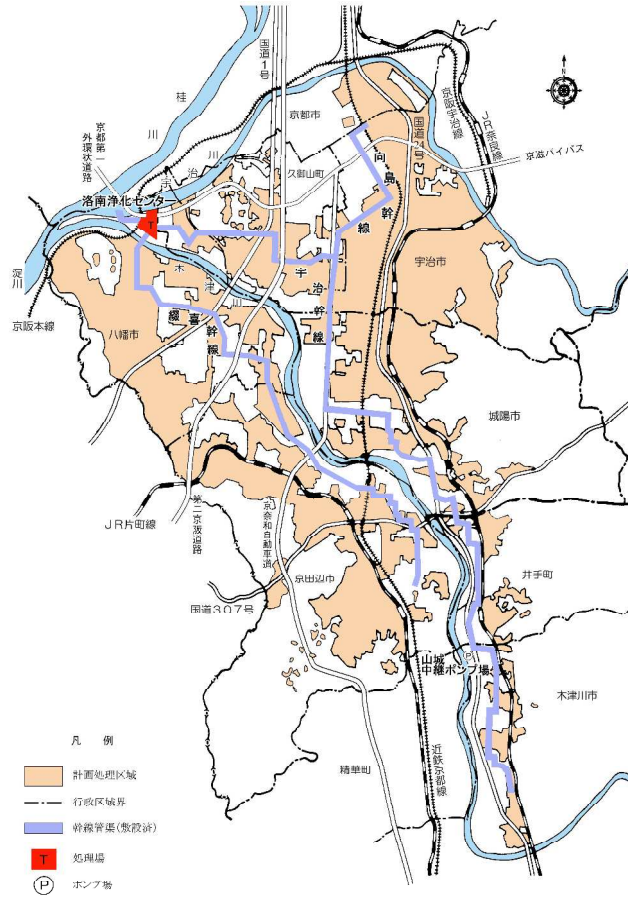 国道1号
桂川
京都市
京都第一外環状道路
宇治川
久御山町
国道24号
京阪宇治線
JR奈良線
京滋バイパス
向島幹線
洛南浄化センター
T
木津川
宇治幹線
宇治市
淀川
京阪本線
八幡市
綴喜幹線
城陽市
JR片町線
第二京阪道路
京奈和自動車道
京田辺市
国道307号
井手町
P
山城
中継ポンプ場
木津川市
近鉄京都線
精華町
N
凡 例
計画処理区域
行政区域界
幹線管渠(敷設済)
T 処理場
P ポンプ場